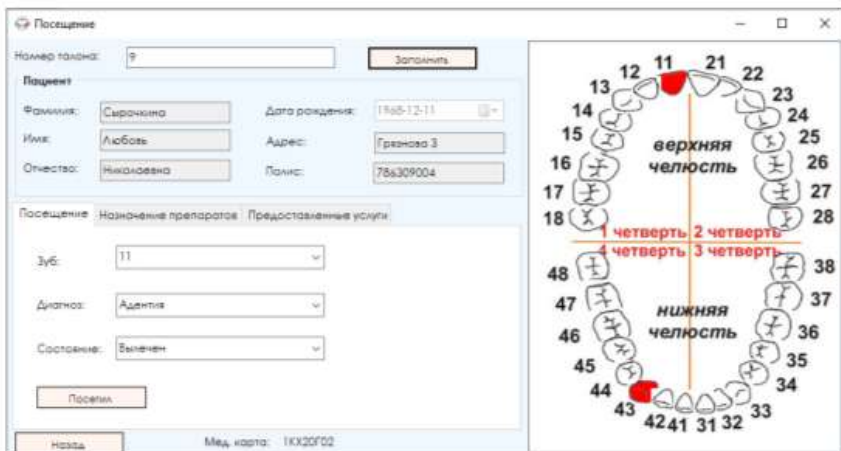 Посещение
Номер талона: 9 Заполнить
Пациент
Фамилия: Сырочкина Дата рождения: 1968-12-11
Имя: Любовь Адрес: Грязнова 3
Отчество: Николаевна Полис: 786309004
Посещение Назначение препаратов Предоставленные услуги
Зуб: 11
Диагноз: Адентия
Состояние: Вылечен
Посетил
Назад Мед. карта: 1КХ20Г02
11 21
12 22
13 23
14 24
15 25
верхняя
челюсть
16 26
17 27
18 28
1 четверть 2 четверть
4 четверть 3 четверть
48 38
47 37
нижняя
челюсть
46 36
45 35
44 34
43 33
42 41 31 32